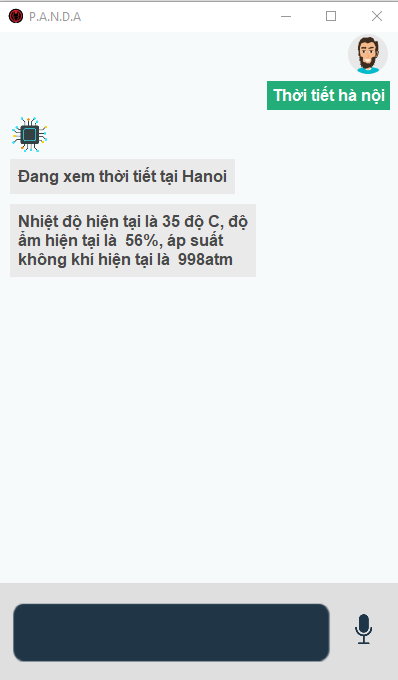 P.A.N.D.A
Thời tiết hà nội
Đang xem thời tiết tại Hanoi
Nhiệt độ hiện tại là 35 độ C, độ
ẩm hiện tại là  56%, áp suất
không khí hiện tại là  998atm